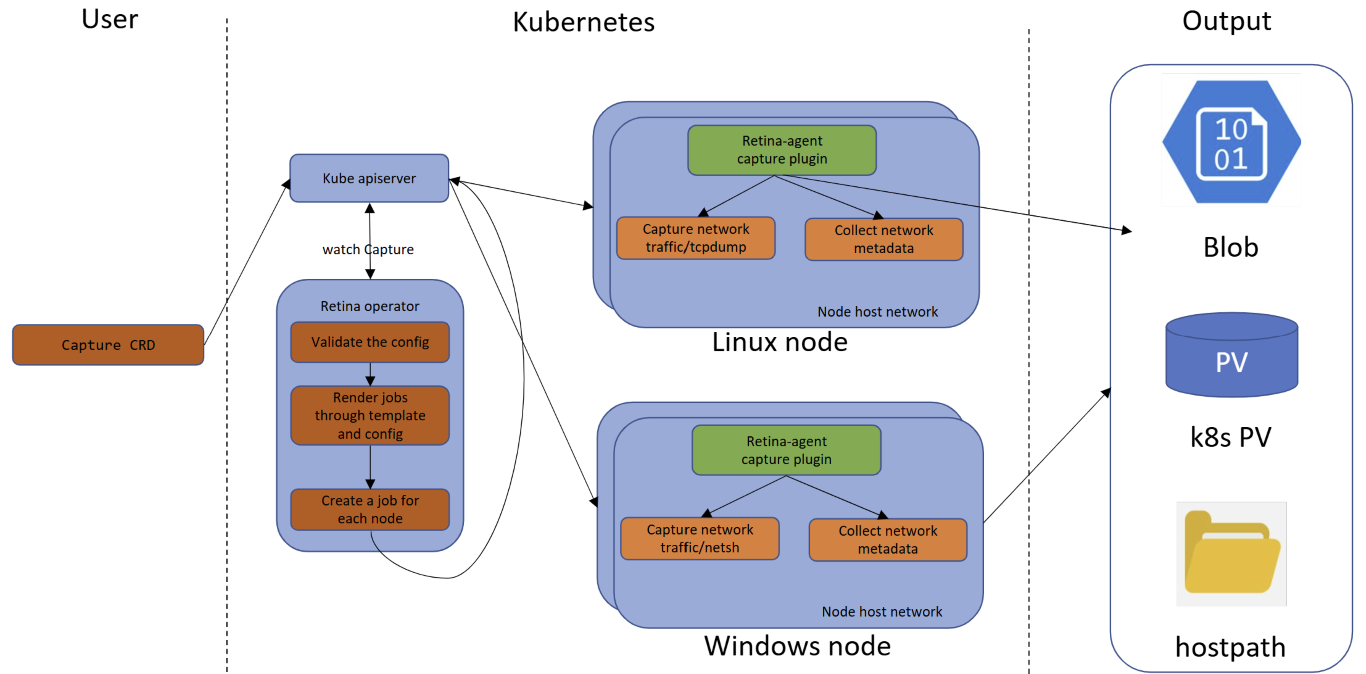 User
Kubernetes
Output
Capture CRD
Kube apiserver
watch Capture
Retina operator
Validate the config
Render jobs
through template
and config
Create a job for
each node
Retina-agent
capture plugin
Capture network
traffic/tcpdump
Collect network
metadata
Node host network
Linux node
Retina-agent
capture plugin
Capture network
traffic/netsh
Collect network
metadata
Node host network
Windows node
10
01
Blob
PV
k8s PV
hostpath